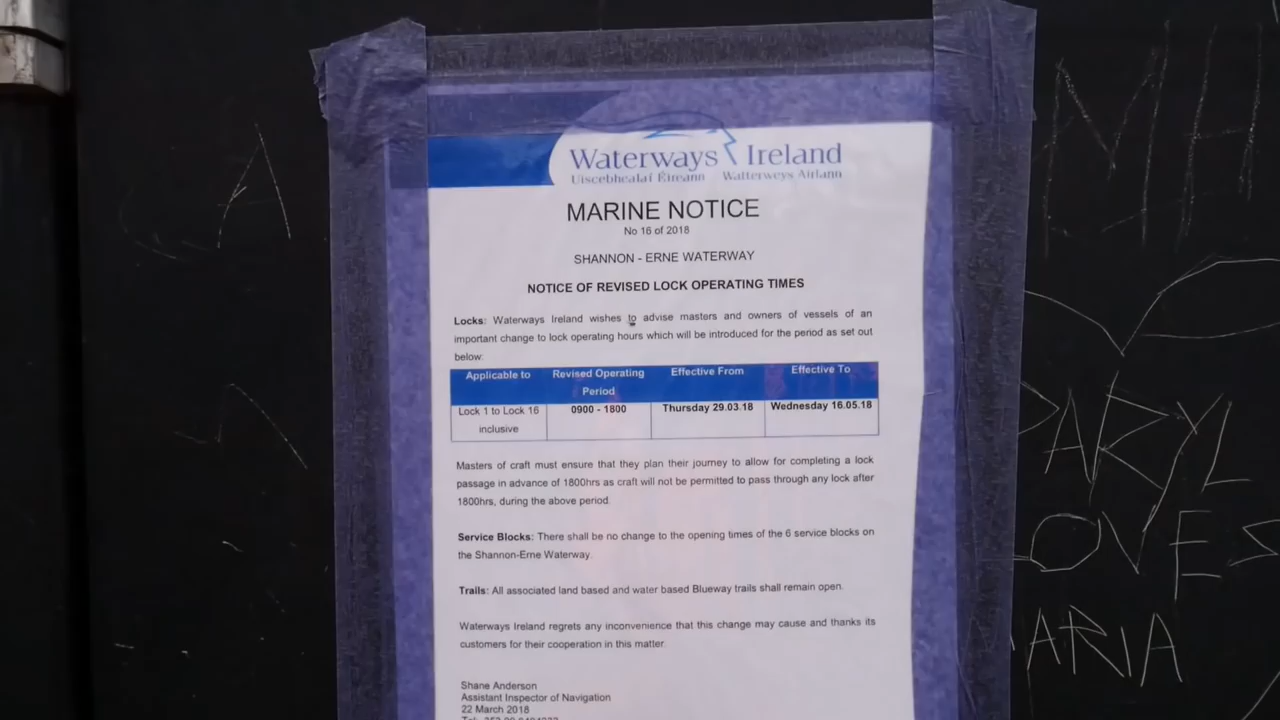 Waterways Ireland
Uiscebhealaí Éireann Watterweys Airlann
MARINE NOTICE
No 16 of 2018
SHANNON - ERNE WATERWAY
NOTICE OF REVISED LOCK OPERATING TIMES
Locks: Waterways Ireland wishes to advise masters and owners of vessels of an
important change to lock operating hours which will be introduced for the period as set out
below:
Applicable to Revised Operating Period Effective From Effective To
Lock 1 to Lock 16 inclusive 0900 - 1800 Thursday 29.03.18 Wednesday 16.05.18
Masters of craft must ensure that they plan their journey to allow for completing a lock
passage in advance of 1800hrs as craft will not be permitted to pass through any lock after
1800hrs, during the above period.
Service Blocks: There shall be no change to the opening times of the 6 service blocks on
the Shannon-Erne Waterway.
Trails: All associated land based and water based Blueway trails shall remain open.
Waterways Ireland regrets any inconvenience that this change may cause and thanks its
customers for their cooperation in this matter.
Shane Anderson
Assistant Inspector of Navigation
22 March 2018
DARYL
LOVES
MARIA